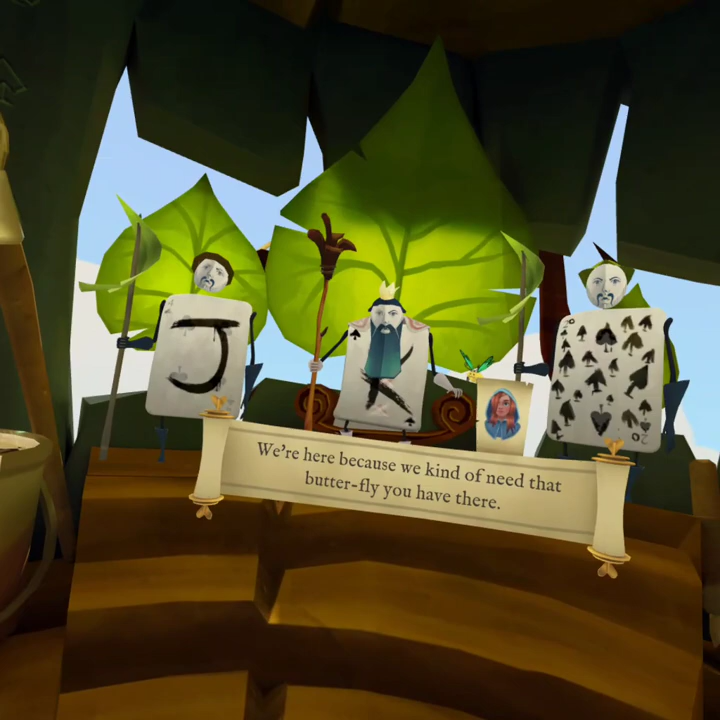 J
K
We're here because we kind of need that
butter-fly you have there.